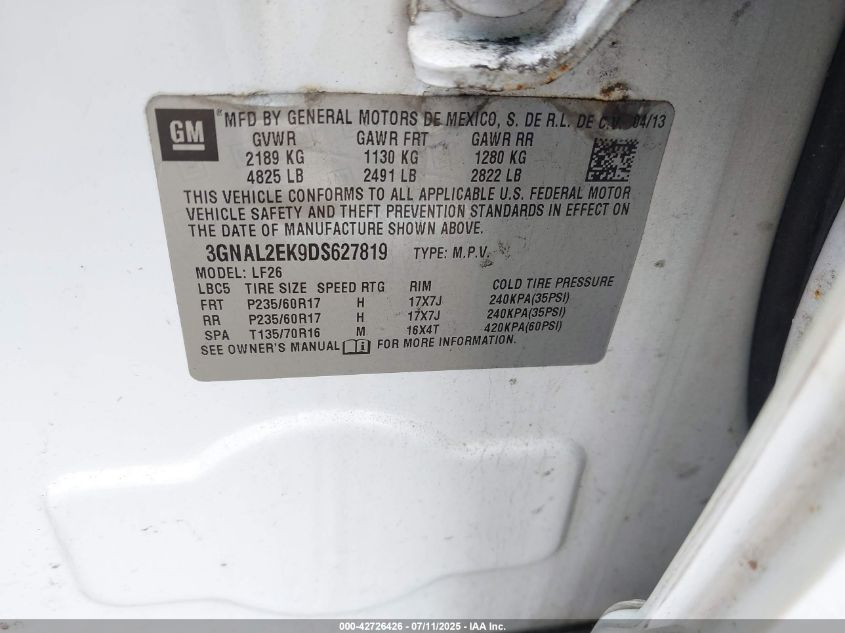 GM
MFD BY GENERAL MOTORS DE MEXICO, S. DE R.L. DE C.V. 04/13
GVWR GAWR FRT GAWR RR
2189 KG 1130 KG 1280 KG
4825 LB 2491 LB 2822 LB
THIS VEHICLE CONFORMS TO ALL APPLICABLE U.S. FEDERAL MOTOR
VEHICLE SAFETY AND THEFT PREVENTION STANDARDS IN EFFECT ON
THE DATE OF MANUFACTURE SHOWN ABOVE.
3GNAL2EK9DS627819 TYPE: M.P.V.
MODEL: LF26
LBC5 TIRE SIZE SPEED RTG RIM COLD TIRE PRESSURE
FRT P235/60R17 H 17X7J 240KPA(35PSI)
RR P235/60R17 H 17X7J 240KPA(35PSI)
SPA T135/70R16 M 16X4T 420KPA(60PSI)
SEE OWNER'S MANUAL FOR MORE INFORMATION.
000-42726426 - 07/11/2025 - IAA Inc.